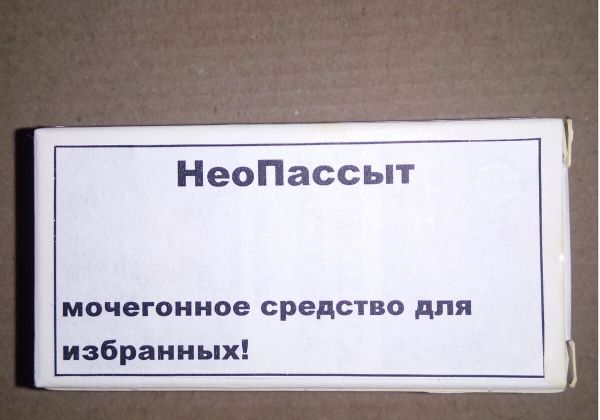 НеоПассыт
мочегонное средство для
избранных!